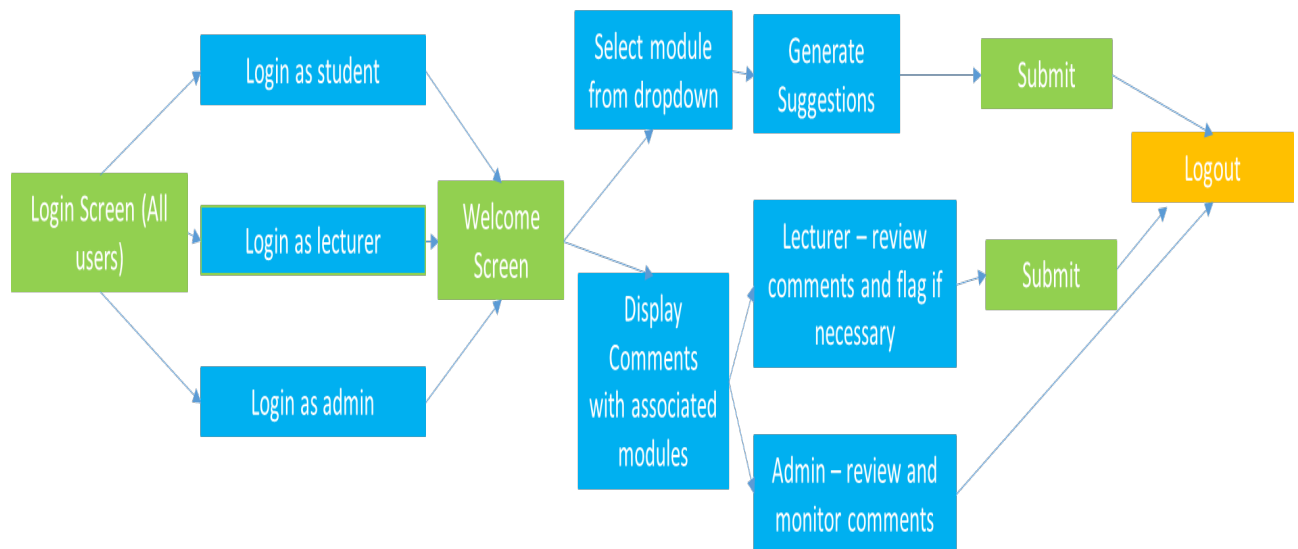 Login Screen (All
users)
Login as student
Login as lecturer
Login as admin
Welcome
Screen
Select module
from dropdown
Generate
Suggestions
Submit
Display
Comments
with associated
modules
Lecturer – review
comments and flag if
necessary
Submit
Admin – review and
monitor comments
Logout